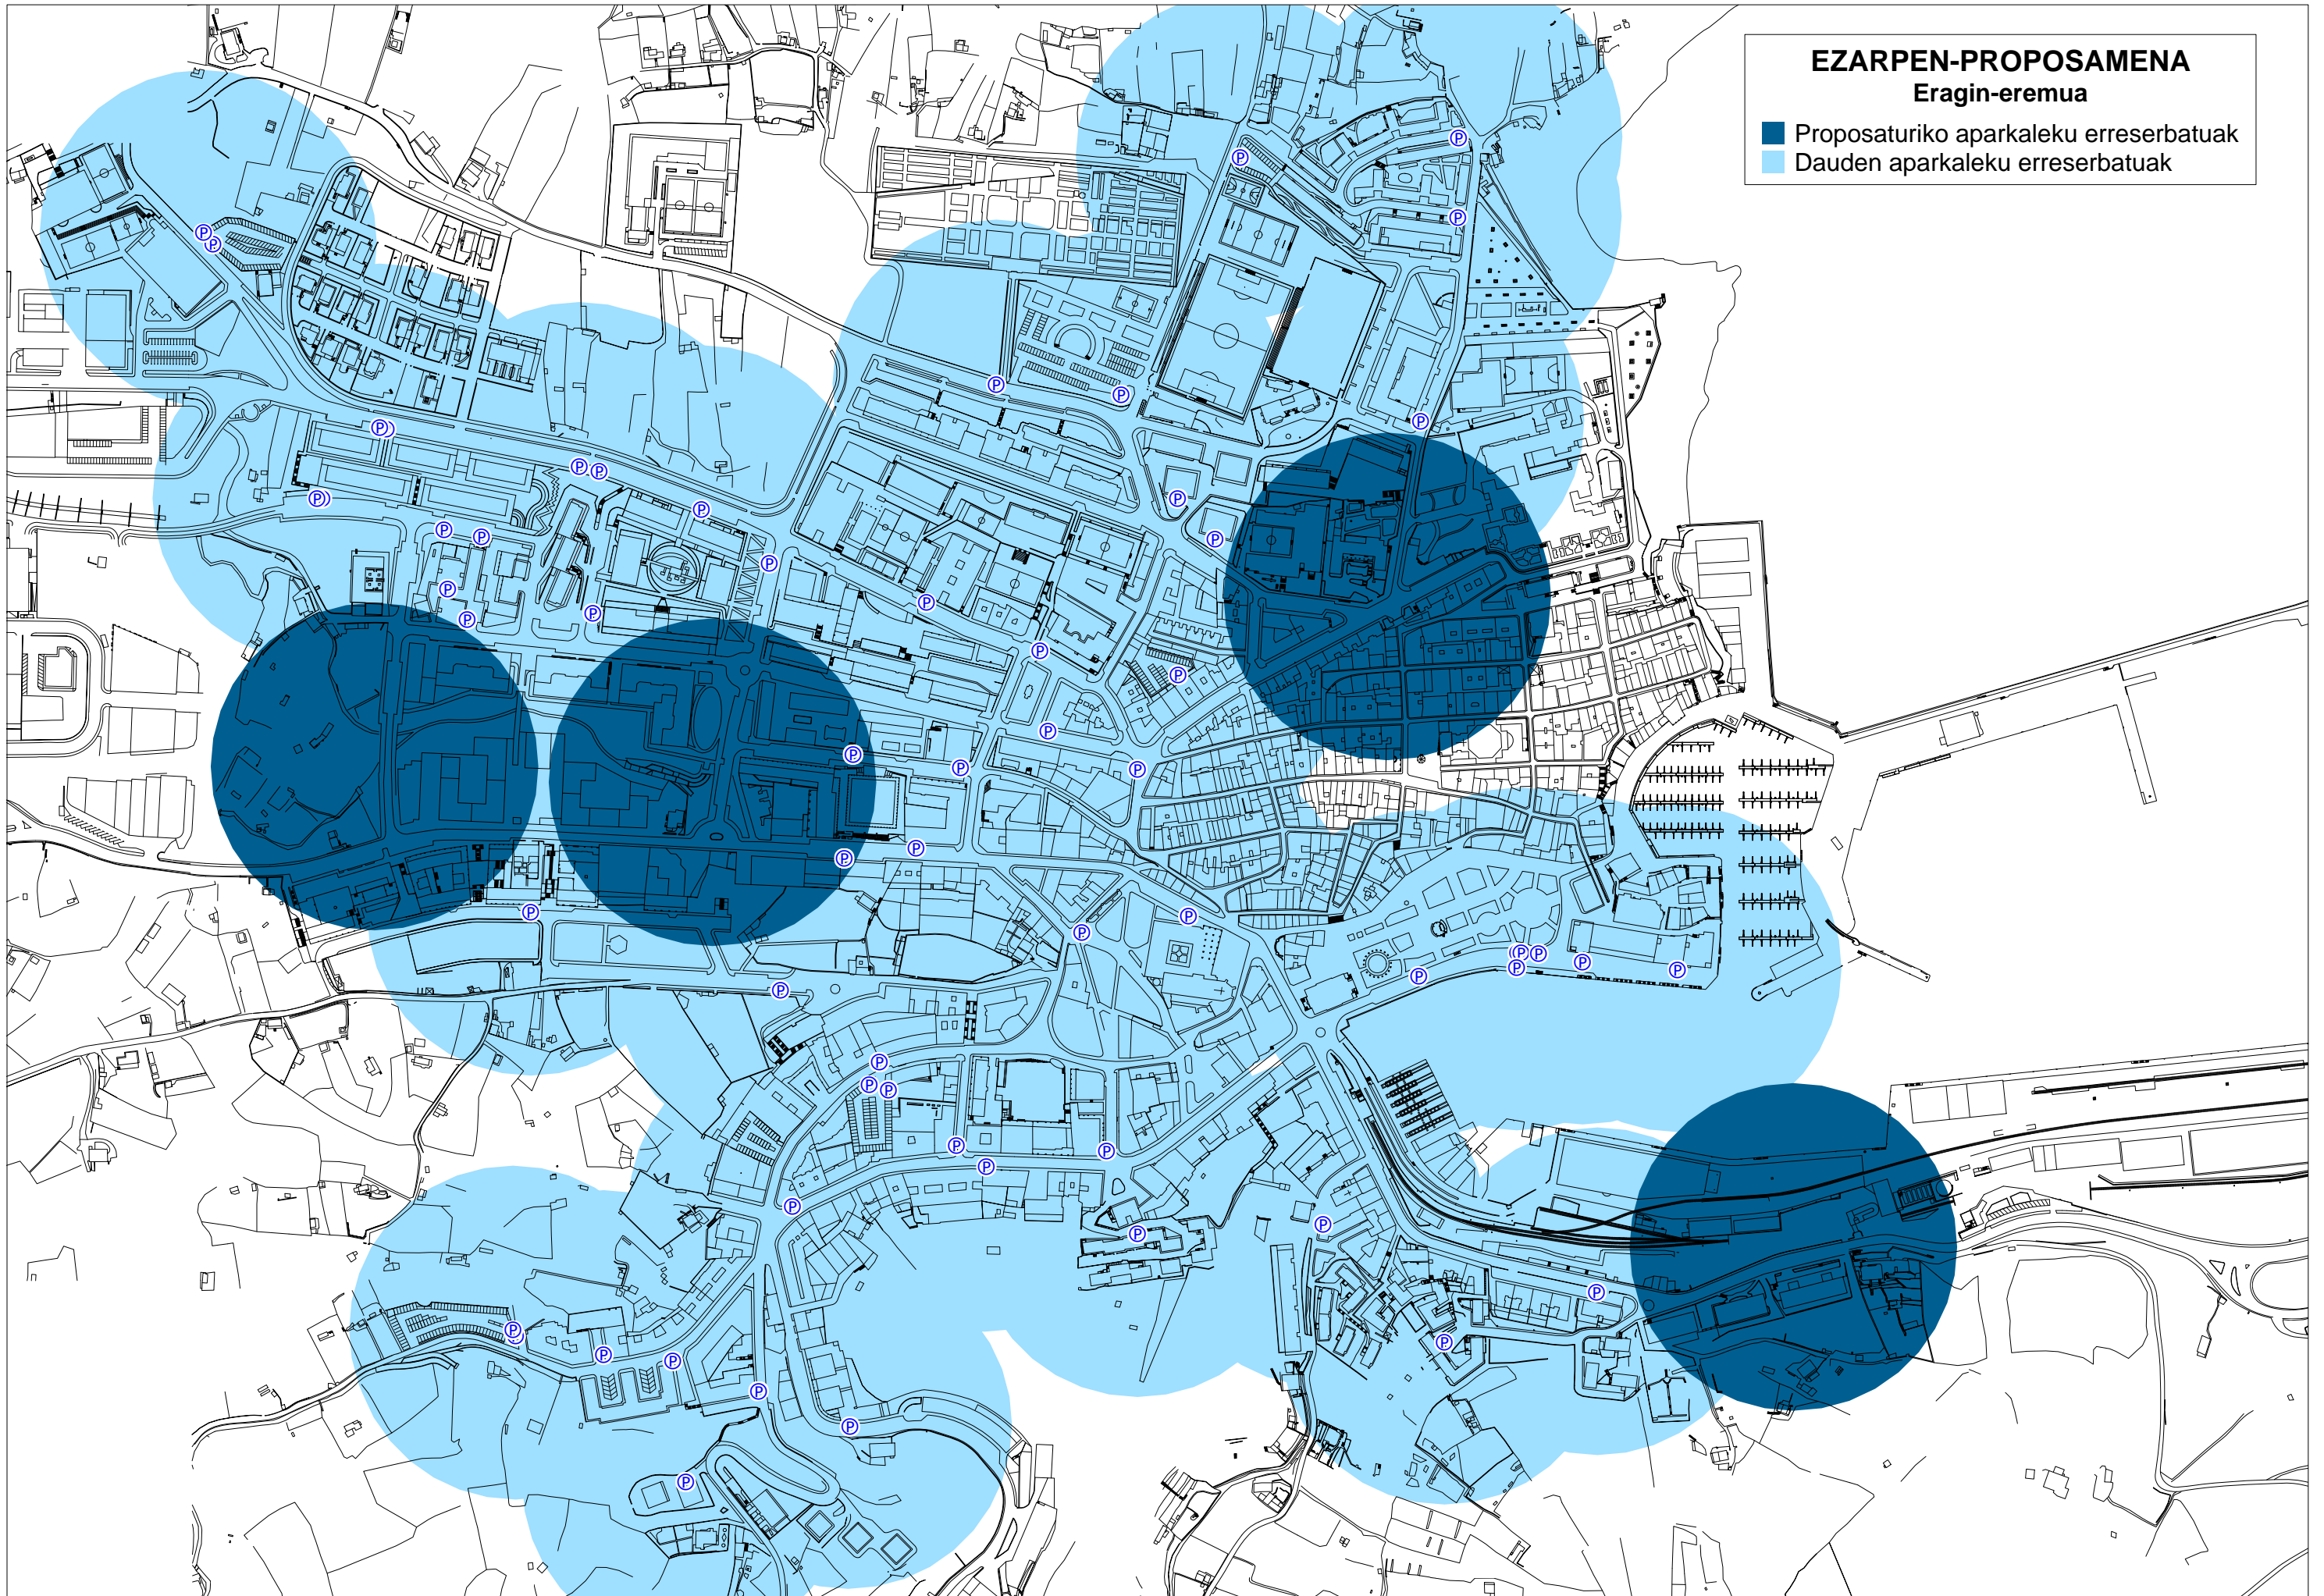 EZARPEN-PROPOSAMENA
Eragin-eremua
Proposaturiko aparkaleku erreserbatuak
Dauden aparkaleku erreserbatuak